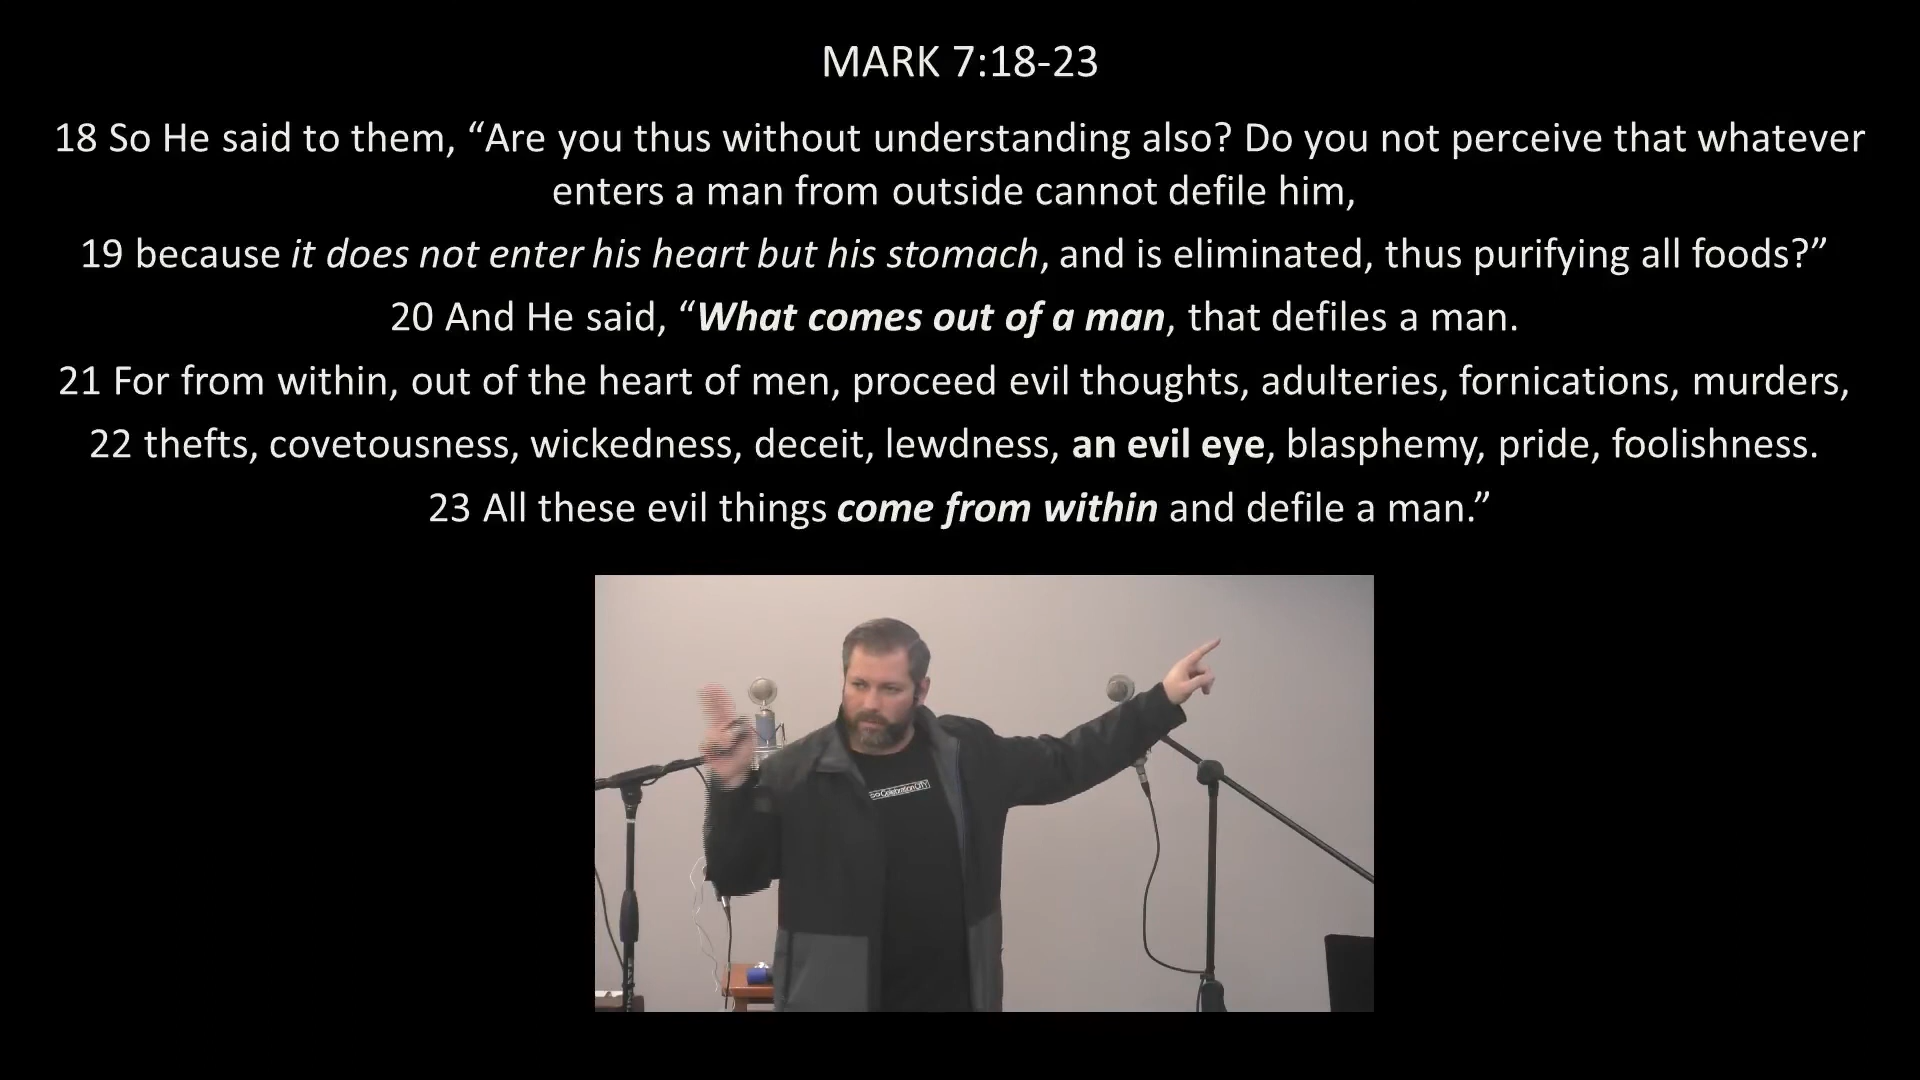 MARK 7:18-23
18 So He said to them, “Are you thus without understanding also? Do you not perceive that whatever
enters a man from outside cannot defile him,
19 because it does not enter his heart but his stomach, and is eliminated, thus purifying all foods?”
20 And He said, “What comes out of a man, that defiles a man.
21 For from within, out of the heart of men, proceed evil thoughts, adulteries, fornications, murders,
22 thefts, covetousness, wickedness, deceit, lewdness, an evil eye, blasphemy, pride, foolishness.
23 All these evil things come from within and defile a man.”
CelebrationCITY